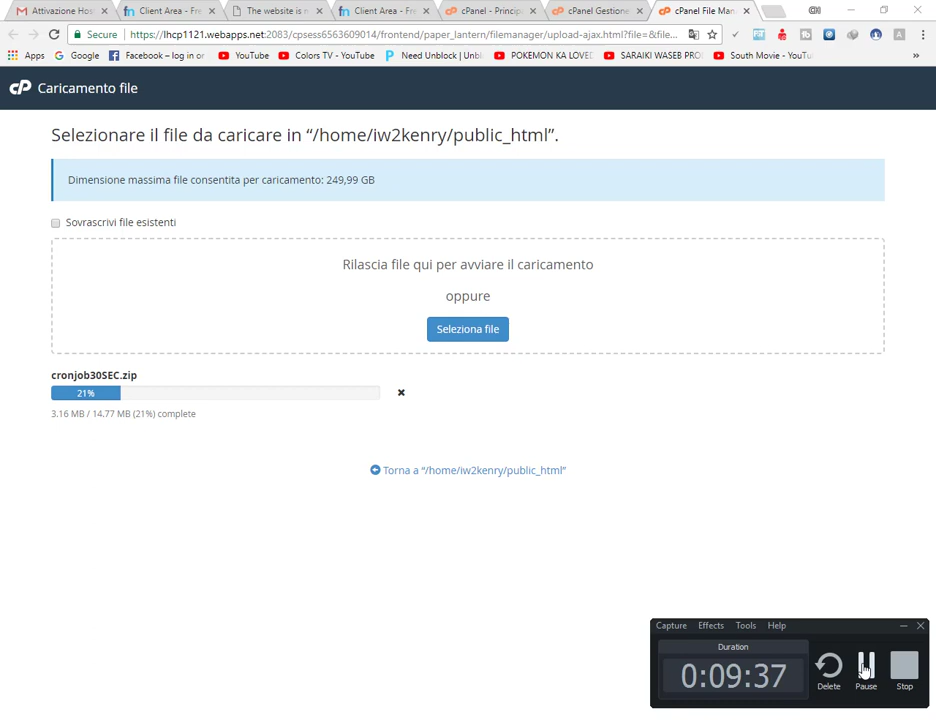 Attivazione Hos
Client Area - Fre
The website is n
Client Area - Fre
cPanel - Princip
cPanel Gestione
cPanel File Man
Secure
https://lhcp1121.webapps.net:2083/cpsess6563609014/frontend/paper_lantern/filemanager/upload-ajax.html?file=&file...
Apps
Google
Facebook – log in or
YouTube
Colors TV - YouTube
Need Unblock | Unbl
POKEMON KA LOVED
SARAIKI WASEB PRO
South Movie - YouTu
»
cP Caricamento file
Selezionare il file da caricare in “/home/iw2kenry/public_html”.
Dimensione massima file consentita per caricamento: 249,99 GB
Sovrascrivi file esistenti
Rilascia file qui per avviare il caricamento
oppure
Seleziona file
cronjob30SEC.zip
21%
3.16 MB / 14.77 MB (21%) complete
Torna a “/home/iw2kenry/public_html”
Capture Effects Tools Help
Duration
0:09:37
Delete Pause Stop